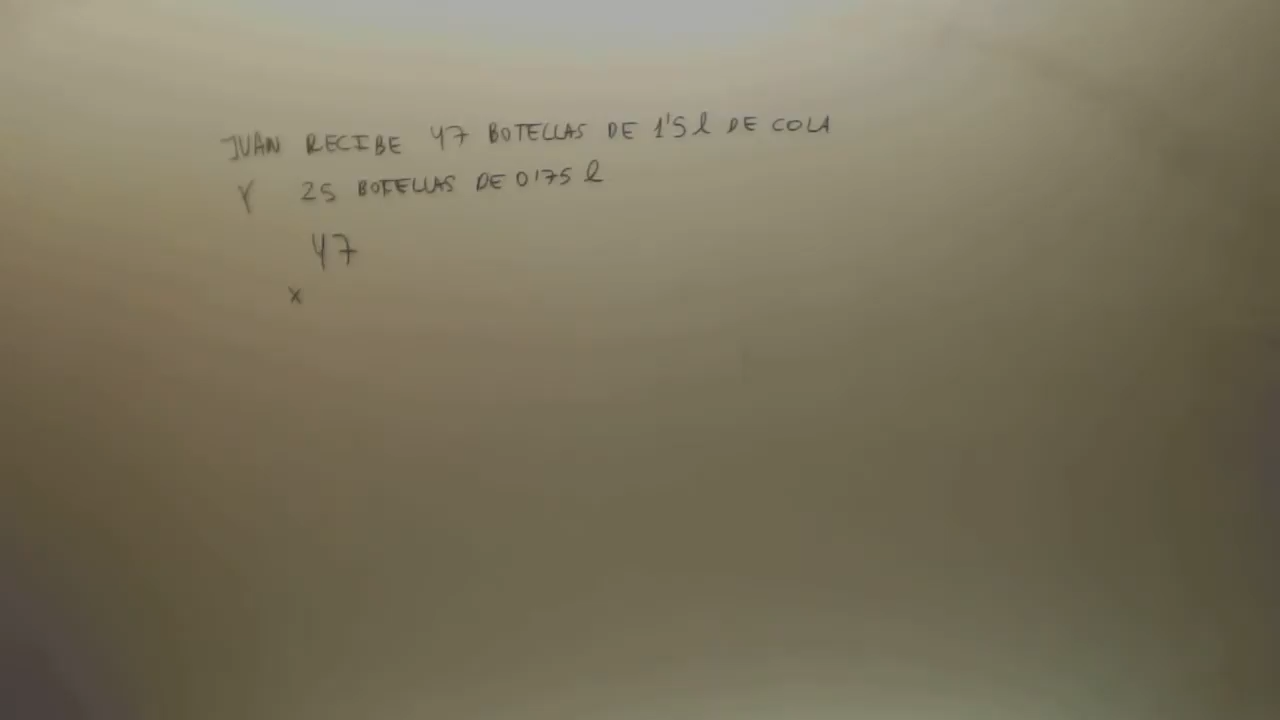 JUAN RECIBE 47 BOTELLAS DE 1'5 l DE COLA
Y 25 BOTELLAS DE 0'75 l
47
x